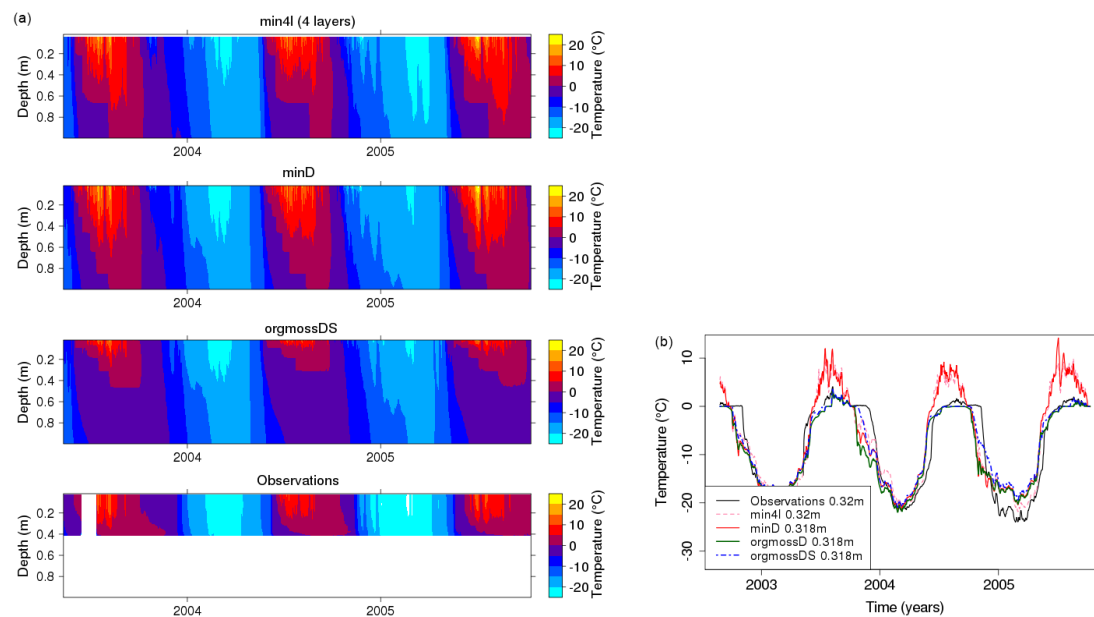 (a)
min4l (4 layers)
Depth (m)
0.2
0.4
0.6
0.8
2004 2005
20
10
0
-10
-20
Temperature (°C)
minD
Depth (m)
0.2
0.4
0.6
0.8
2004 2005
20
10
0
-10
-20
Temperature (°C)
orgmossDS
Depth (m)
0.2
0.4
0.6
0.8
2004 2005
20
10
0
-10
-20
Temperature (°C)
Observations
Depth (m)
0.2
0.4
0.6
0.8
2004 2005
20
10
0
-10
-20
Temperature (°C)
(b)
Temperature (°C)
10
0
-10
-20
-30
Observations 0.32m
min4l 0.32m
minD 0.318m
orgmossD 0.318m
orgmossDS 0.318m
2003 2004 2005
Time (years)